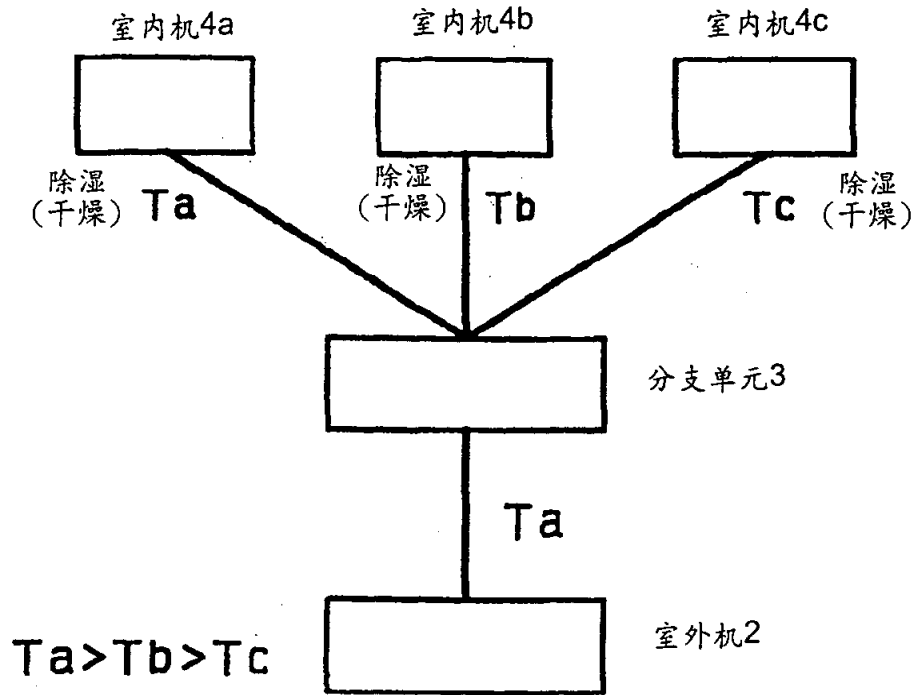 室内机4a
室内机4b
室内机4c
除湿
(干燥)
Ta
除湿
(干燥)
Tb
Tc
除湿
(干燥)
分支单元3
Ta
室外机2
Ta>Tb>Tc